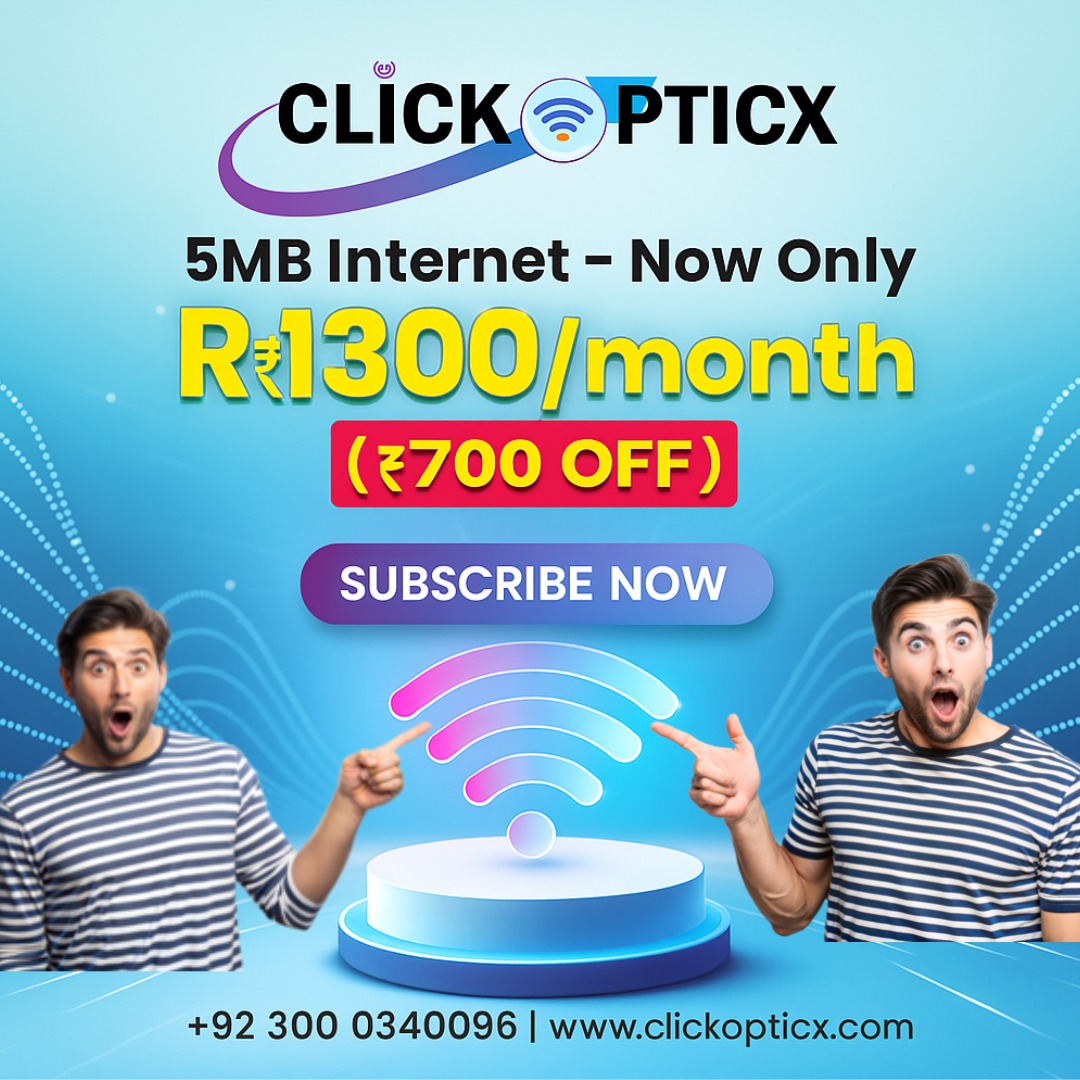 CLICK OPTICX
5MB Internet - Now Only
R₹1300/month
(₹700 OFF)
SUBSCRIBE NOW
+92 300 0340096 | www.clickopticx.com